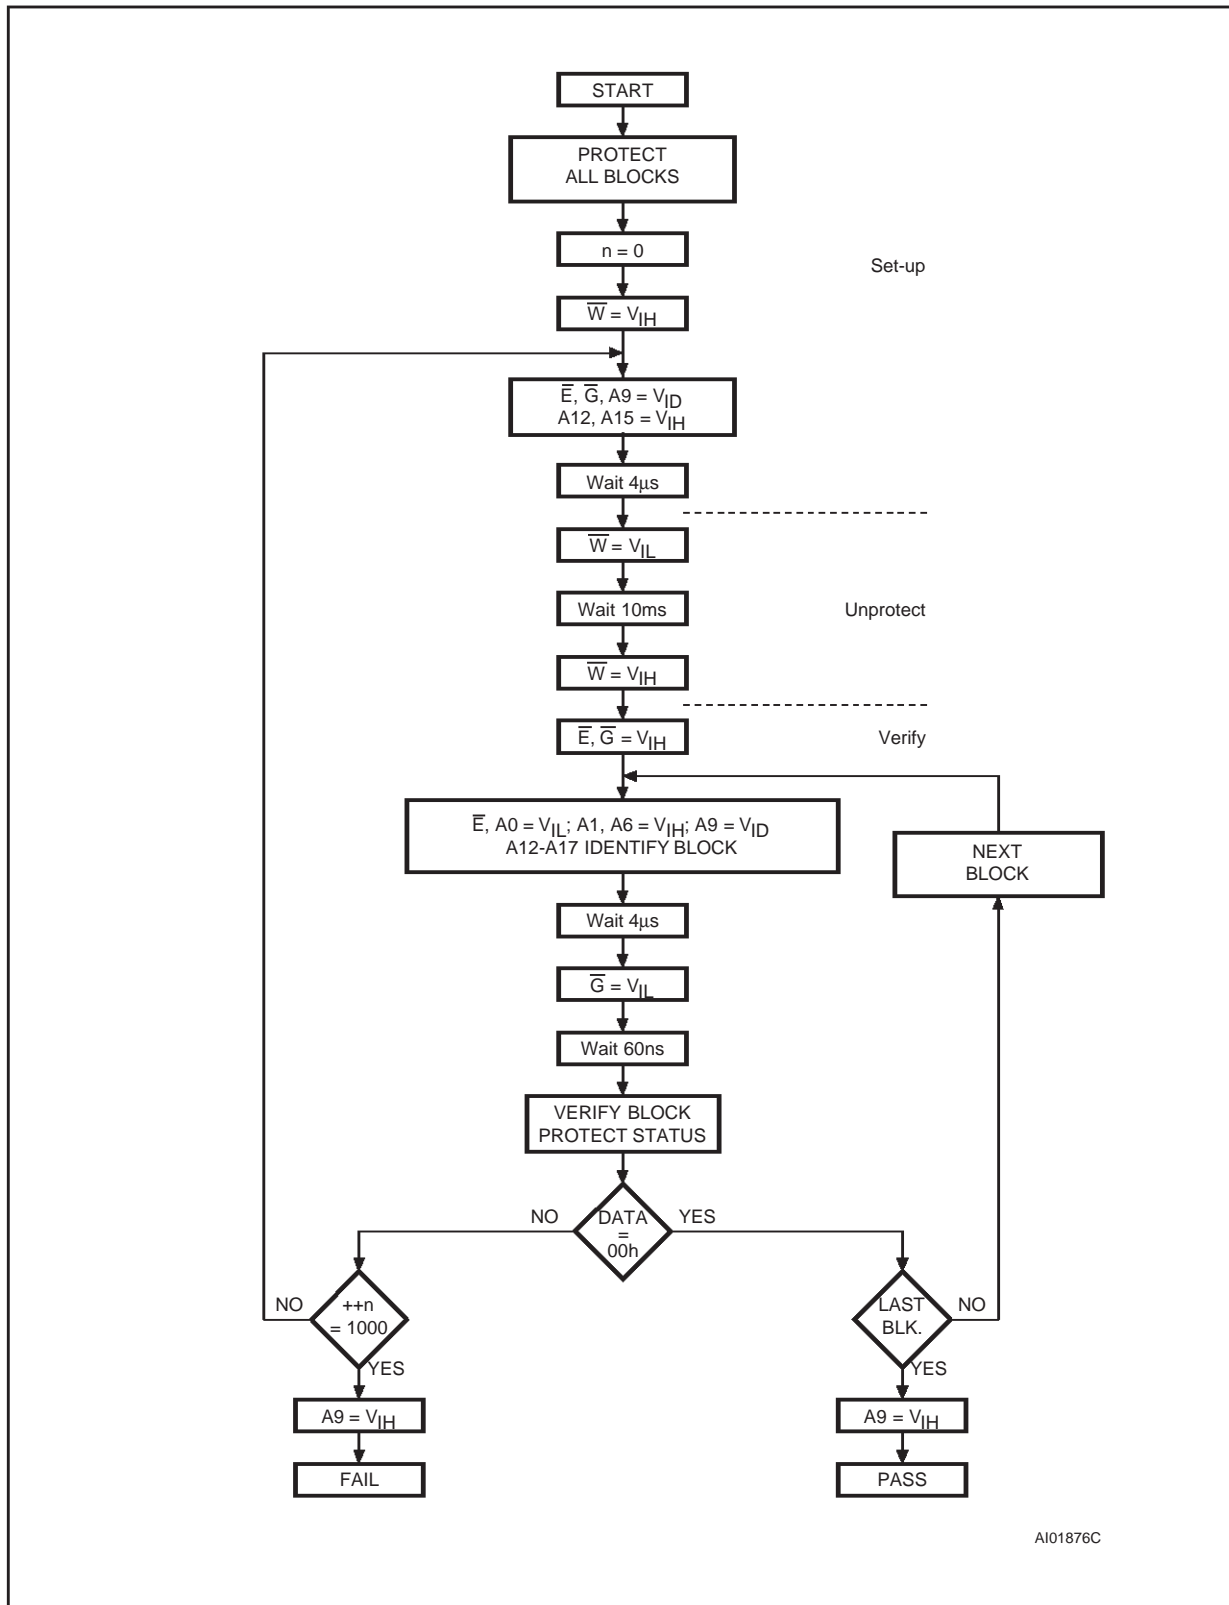 START
PROTECT
ALL BLOCKS
n = 0
Set-up
W̅ = VIH
E̅, G̅, A9 = VID
A12, A15 = VIH
Wait 4µs
W̅ = VIL
Wait 10ms
Unprotect
W̅ = VIH
E̅, G̅ = VIH
Verify
E̅, A0 = VIL; A1, A6 = VIH; A9 = VID
A12-A17 IDENTIFY BLOCK
NEXT
BLOCK
Wait 4µs
G̅ = VIL
Wait 60ns
VERIFY BLOCK
PROTECT STATUS
NO
DATA
=
00h
YES
NO
++n
= 1000
YES
LAST
BLK.
NO
YES
A9 = VIH
A9 = VIH
FAIL
PASS
AI01876C